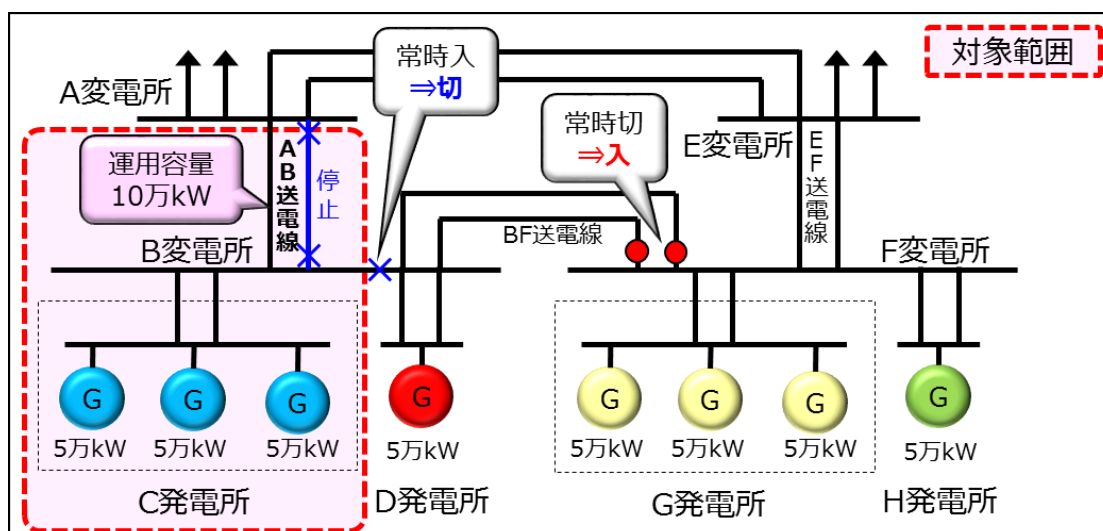 対象範囲
常時入
⇒切
A変電所
常時切
⇒入
E変電所
運用容量
10万kW
AB送電線
停止
EF送電線
BF送電線
B変電所
F変電所
G
G
G
G
G
G
G
G
5万kW
5万kW
5万kW
5万kW
5万kW
5万kW
5万kW
5万kW
C発電所
D発電所
G発電所
H発電所